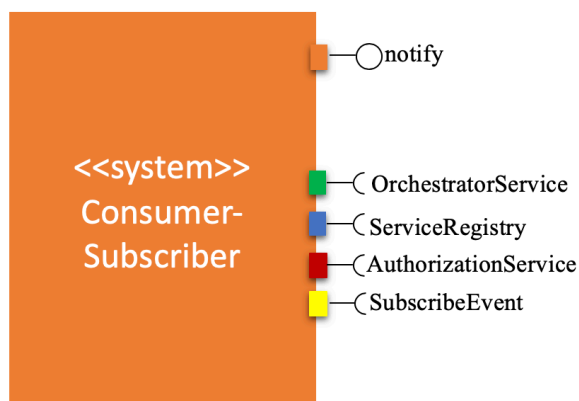 notify
<<system>>
Consumer-
Subscriber
OrchestratorService
ServiceRegistry
AuthorizationService
SubscribeEvent